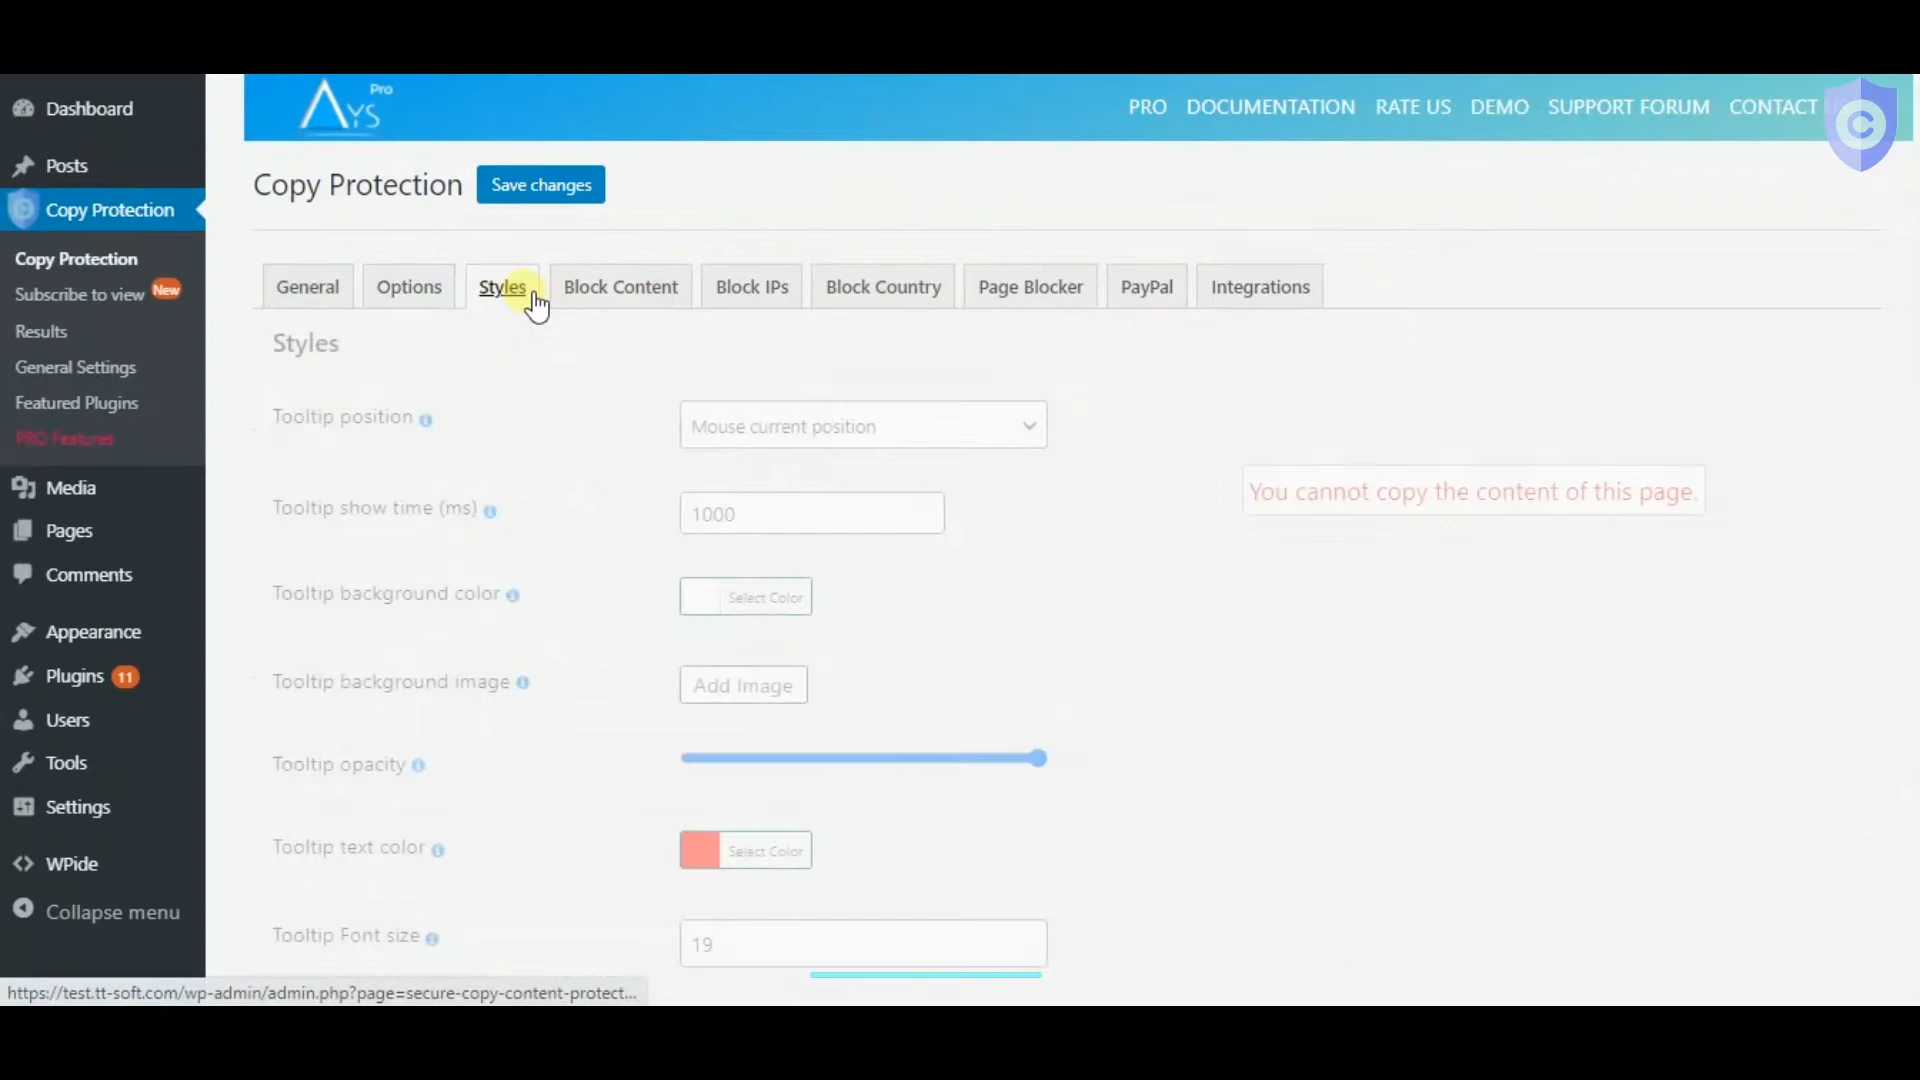 Pro
AYS
PRO DOCUMENTATION RATE US DEMO SUPPORT FORUM CONTACT
Dashboard
Posts
Copy Protection
Copy Protection
Subscribe to view New
Results
General Settings
Featured Plugins
PRO Features
Media
Pages
Comments
Appearance
Plugins 11
Users
Tools
Settings
WPide
Collapse menu
Copy Protection Save changes
General Options Styles Block Content Block IPs Block Country Page Blocker PayPal Integrations
Styles
Tooltip position Mouse current position
Tooltip show time (ms) 1000
You cannot copy the content of this page.
Tooltip background color Select Color
Tooltip background image Add Image
Tooltip opacity
Tooltip text color Select Color
Tooltip Font size 19
https://test.tt-soft.com/wp-admin/admin.php?page=secure-copy-content-protect...